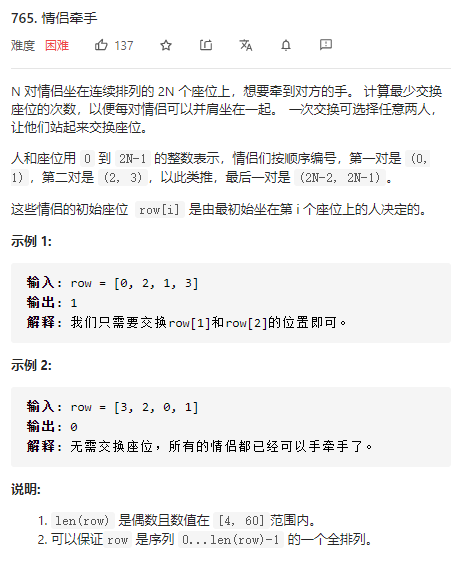 765. 情侣牵手
难度 困难 137
N 对情侣坐在连续排列的 2N 个座位上，想要牵到对方的手。 计算最少交换
座位的次数，以便每对情侣可以并肩坐在一起。 一次交换可选择任意两人，
让他们站起来交换座位。
人和座位用 0 到 2N-1 的整数表示，情侣们按顺序编号，第一对是 (0,
1)，第二对是 (2, 3)，以此类推，最后一对是 (2N-2, 2N-1)。
这些情侣的初始座位 row[i] 是由最初始坐在第 i 个座位上的人决定的。
示例 1:
输入: row = [0, 2, 1, 3]
输出: 1
解释: 我们只需要交换row[1]和row[2]的位置即可。
示例 2:
输入: row = [3, 2, 0, 1]
输出: 0
解释: 无需交换座位，所有的情侣都已经可以手牵手了。
说明:
1. len(row) 是偶数且数值在 [4, 60] 范围内。
2. 可以保证 row 是序列 0...len(row)-1 的一个全排列。